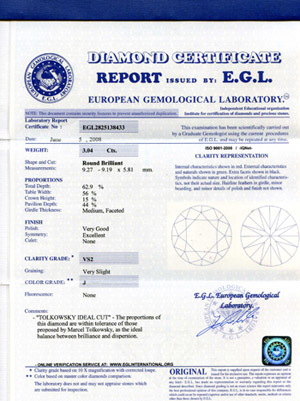 DIAMOND CERTIFICATE
REPORT ISSUED BY: E.G.L.
EUROPEAN GEMOLOGICAL LABORATORY.
Independent Educational organization
NOTE: This document contains security features to prevent unauthorized duplication.
Institute for certification of diamonds and precious stones.
Laboratory Report
Certificate No : EGL2825138433
Date: June 5 , 2008
This examination has been scientifically carried out
by a Graduate Gemologist using the current procedures
of E.G.L. and may be repeated at any time.
ISO 9001-2008
WEIGHT: 3.04 Cts.
CLARITY REPRESENTATION
Shape and Cut: Round Brilliant
Measurements: 9.27 - 9.19 x 5.81 mm.
Internal characteristics shown in red. External characteristics
and naturals shown in green. Extra facets shown in black.
Symbols indicate nature and location of identified characteristics,
not their actual size. Hairline feathers in girdle, minor
bearding, and minor details of polish and finish not shown.
PROPORTIONS
Total Depth: 62.9 %
Table Width: 56 %
Crown Height: 15 %
Pavilion Depth: 44 %
Girdle Thickness: Medium, Faceted
FINISH
Polish: Very Good
Symmetry: Excellent
Culet: None
CLARITY GRADE: * VS2
Graining: Very Slight
COLOR GRADE: ** J
Fluorescence: None
E.G.L. European Gemological
Laboratory.
Comments:
- "TOLKOWSKY IDEAL CUT" - The proportions
of this diamond are within tolerance of those
proposed by Marcel Tolkowsky, as the ideal
balance between brilliance and dispersion.
- ONLINE VERIFICATION SERVICE AT: WWW.EGLINTERNATIONAL.ORG
* Clarity grade based on 10 X magnification with corrected loupe.
** Color based on master color diamonds comparison.
The laboratory does not and may not appraise stones which
are submitted for inspection.
ORIGINAL